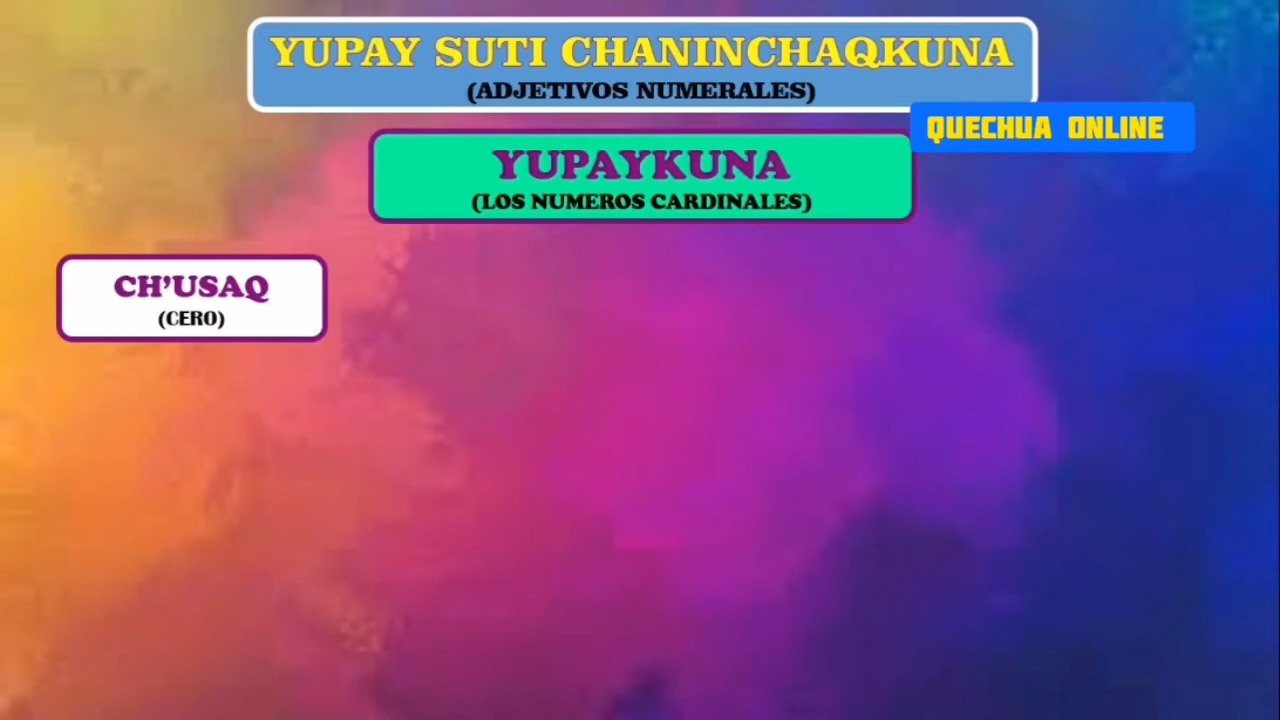 YUPAY SUTI CHANINCHAQKUNA
(ADJETIVOS NUMERALES)
QUECHUA ONLINE
YUPAYKUNA
(LOS NUMEROS CARDINALES)
CH’USAQ
(CERO)